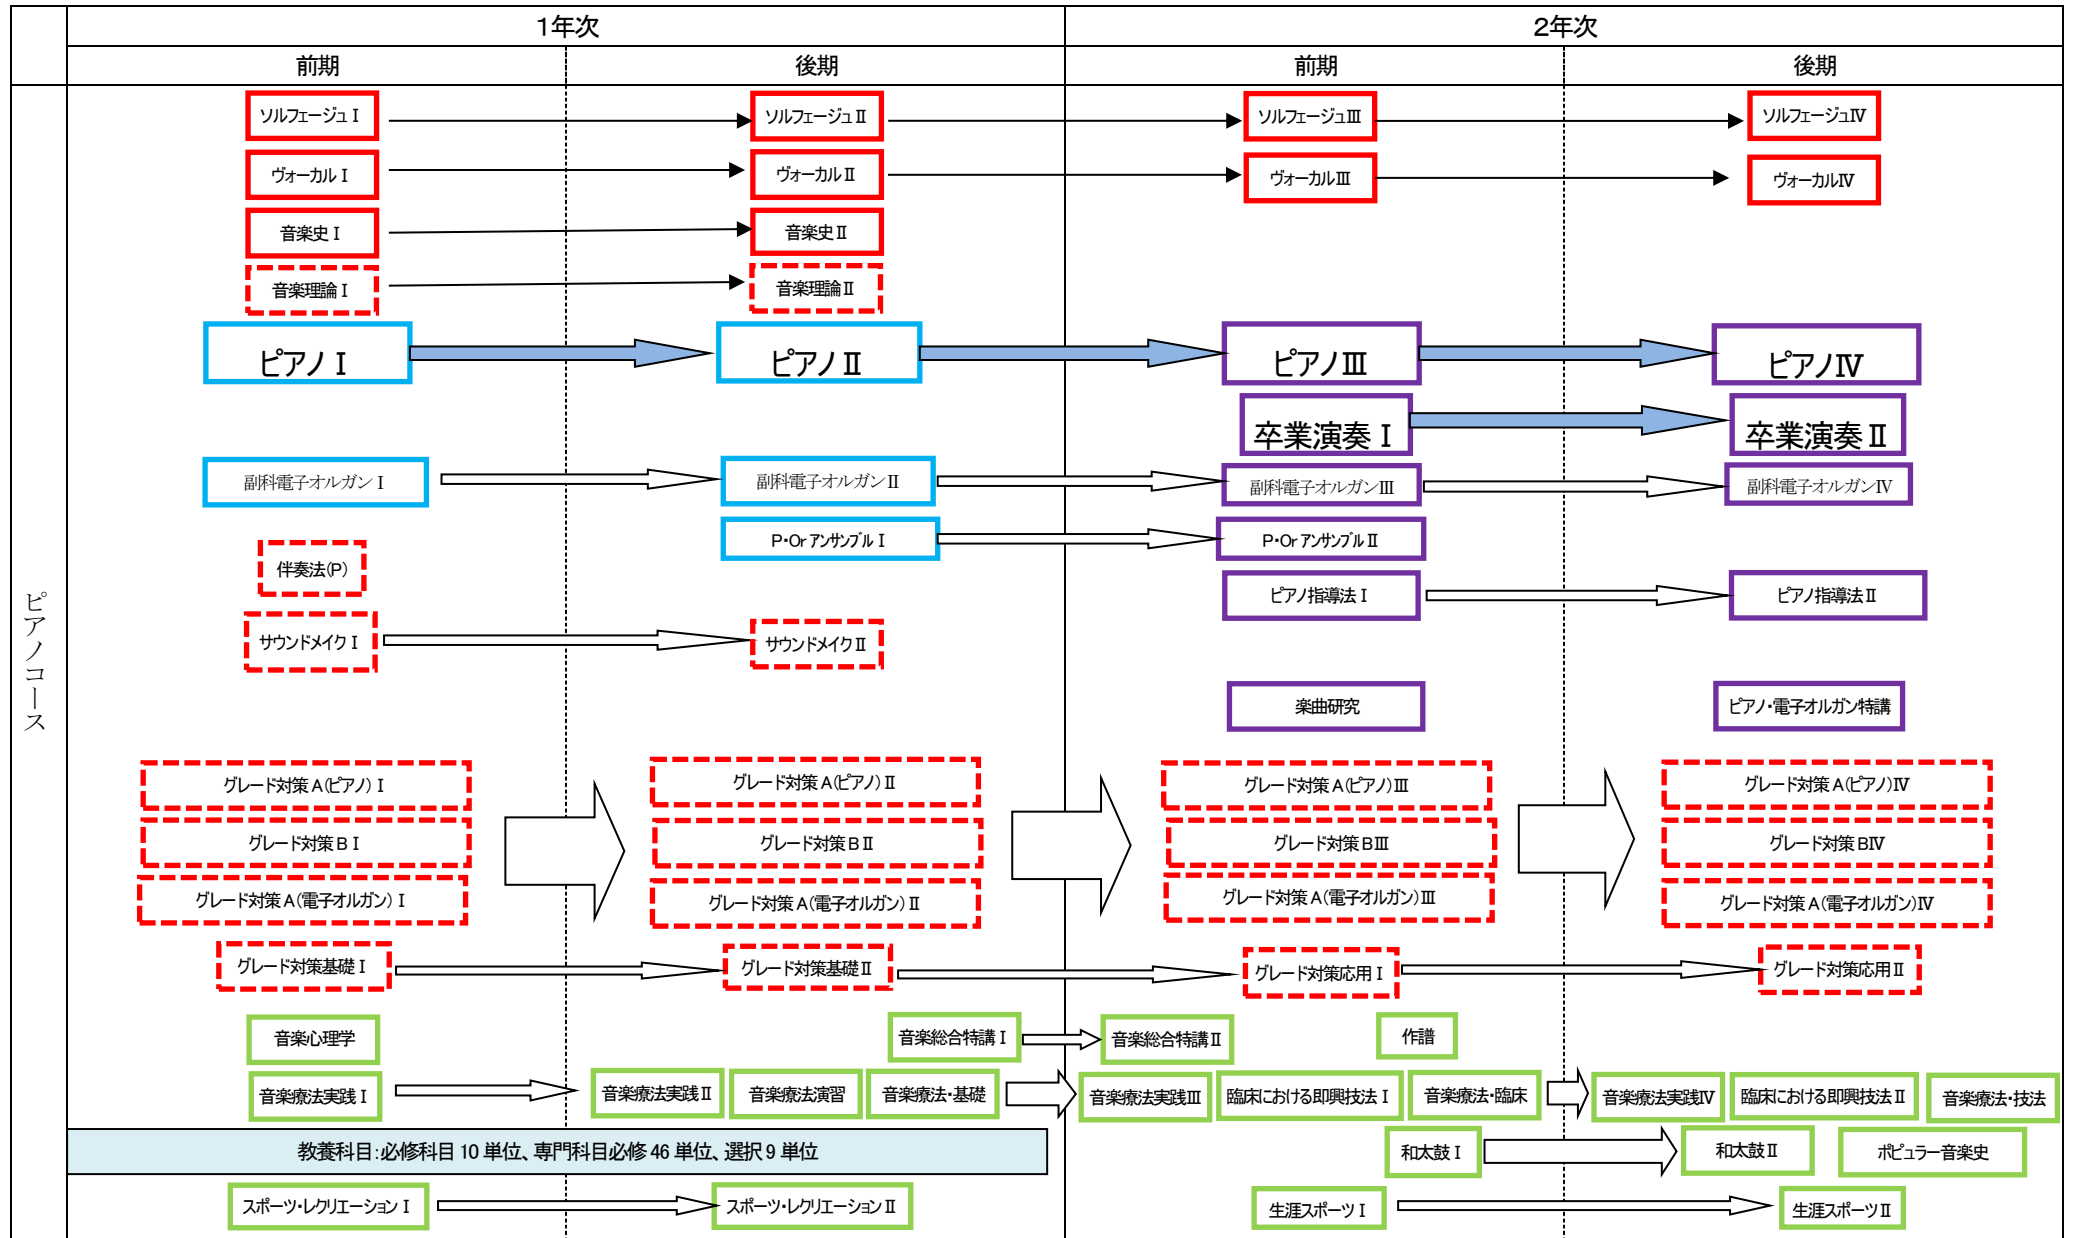 1年次
2年次
前期
後期
前期
後期
ピアノコース
ソルフェージュⅠ
ソルフェージュⅡ
ソルフェージュⅢ
ソルフェージュⅣ
ヴォーカルⅠ
ヴォーカルⅡ
ヴォーカルⅢ
ヴォーカルⅣ
音楽史Ⅰ
音楽史Ⅱ
音楽理論Ⅰ
音楽理論Ⅱ
ピアノⅠ
ピアノⅡ
ピアノⅢ
ピアノⅣ
卒業演奏Ⅰ
卒業演奏Ⅱ
副科電子オルガンⅠ
副科電子オルガンⅡ
副科電子オルガンⅢ
副科電子オルガンⅣ
P・Orアンサンブルⅰ
P・OrアンサンブルⅡ
伴奏法(P)
ピアノ指導法Ⅰ
ピアノ指導法Ⅱ
サウンドメイクⅠ
サウンドメイクⅡ
楽曲研究
ピアノ・電子オルガン特講
グレード対策A(ピアノ)Ⅰ
グレード対策A(ピアノ)Ⅱ
グレード対策A(ピアノ)Ⅲ
グレード対策A(ピアノ)Ⅳ
グレード対策BⅠ
グレード対策BⅡ
グレード対策BⅢ
グレード対策BⅣ
グレード対策A(電子オルガン)Ⅰ
グレード対策A(電子オルガン)Ⅱ
グレード対策A(電子オルガン)Ⅲ
グレード対策A(電子オルガン)Ⅳ
グレード対策基礎Ⅰ
グレード対策基礎Ⅱ
グレード対策応用Ⅰ
グレード対策応用Ⅱ
音楽心理学
音楽総合特講Ⅰ
音楽総合特講Ⅱ
作譜
音楽療法実践Ⅰ
音楽療法実践Ⅱ
音楽療法演習
音楽療法・基礎
音楽療法実践Ⅲ
臨床における即興技法Ⅰ
音楽療法・臨床
音楽療法実践Ⅳ
臨床における即興技法Ⅱ
音楽療法・技法
教養科目:必修科目10単位、専門科目必修46単位、選択9単位
和太鼓Ⅰ
和太鼓Ⅱ
ポピュラー音楽史
スポーツ・レクリエーションⅠ
スポーツ・レクリエーションⅡ
生涯スポーツⅠ
生涯スポーツⅡ